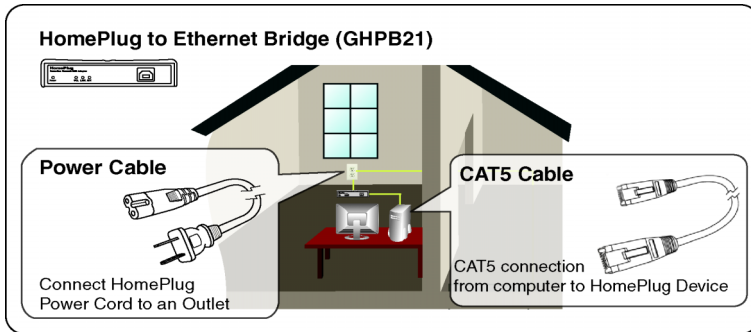 HomePlug to Ethernet Bridge (GHPB21)
HomePlug
Power Cable
Connect HomePlug
Power Cord to an Outlet
CAT5 Cable
CAT5 connection
from computer to HomePlug Device